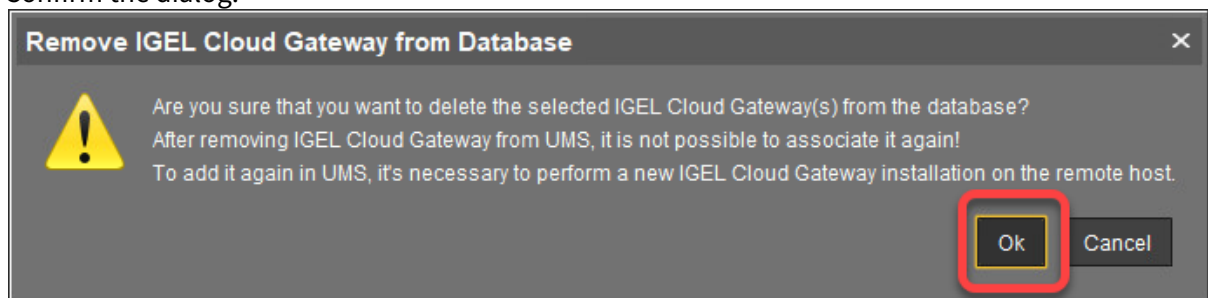 Confirm the dialog.
Remove IGEL Cloud Gateway from Database
Are you sure that you want to delete the selected IGEL Cloud Gateway(s) from the database?
After removing IGEL Cloud Gateway from UMS, it is not possible to associate it again!
To add it again in UMS, it's necessary to perform a new IGEL Cloud Gateway installation on the remote host.
Ok Cancel